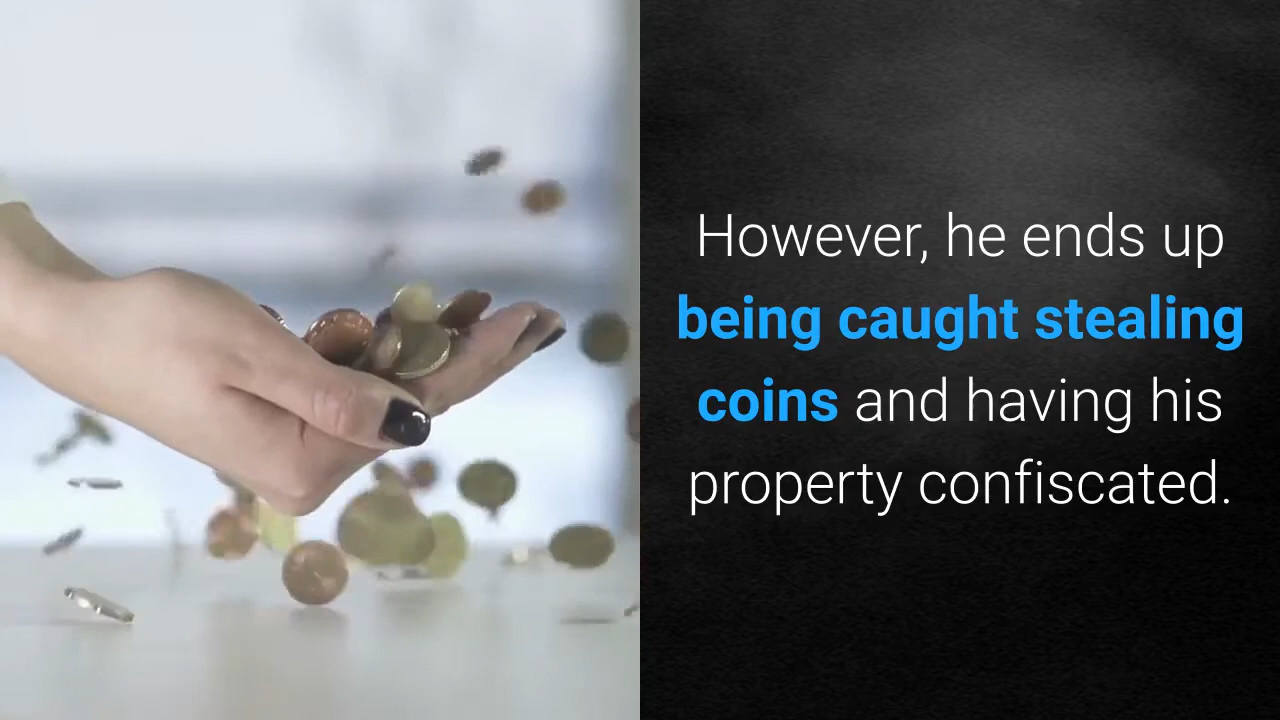 However, he ends up
being caught stealing
coins and having his
property confiscated.